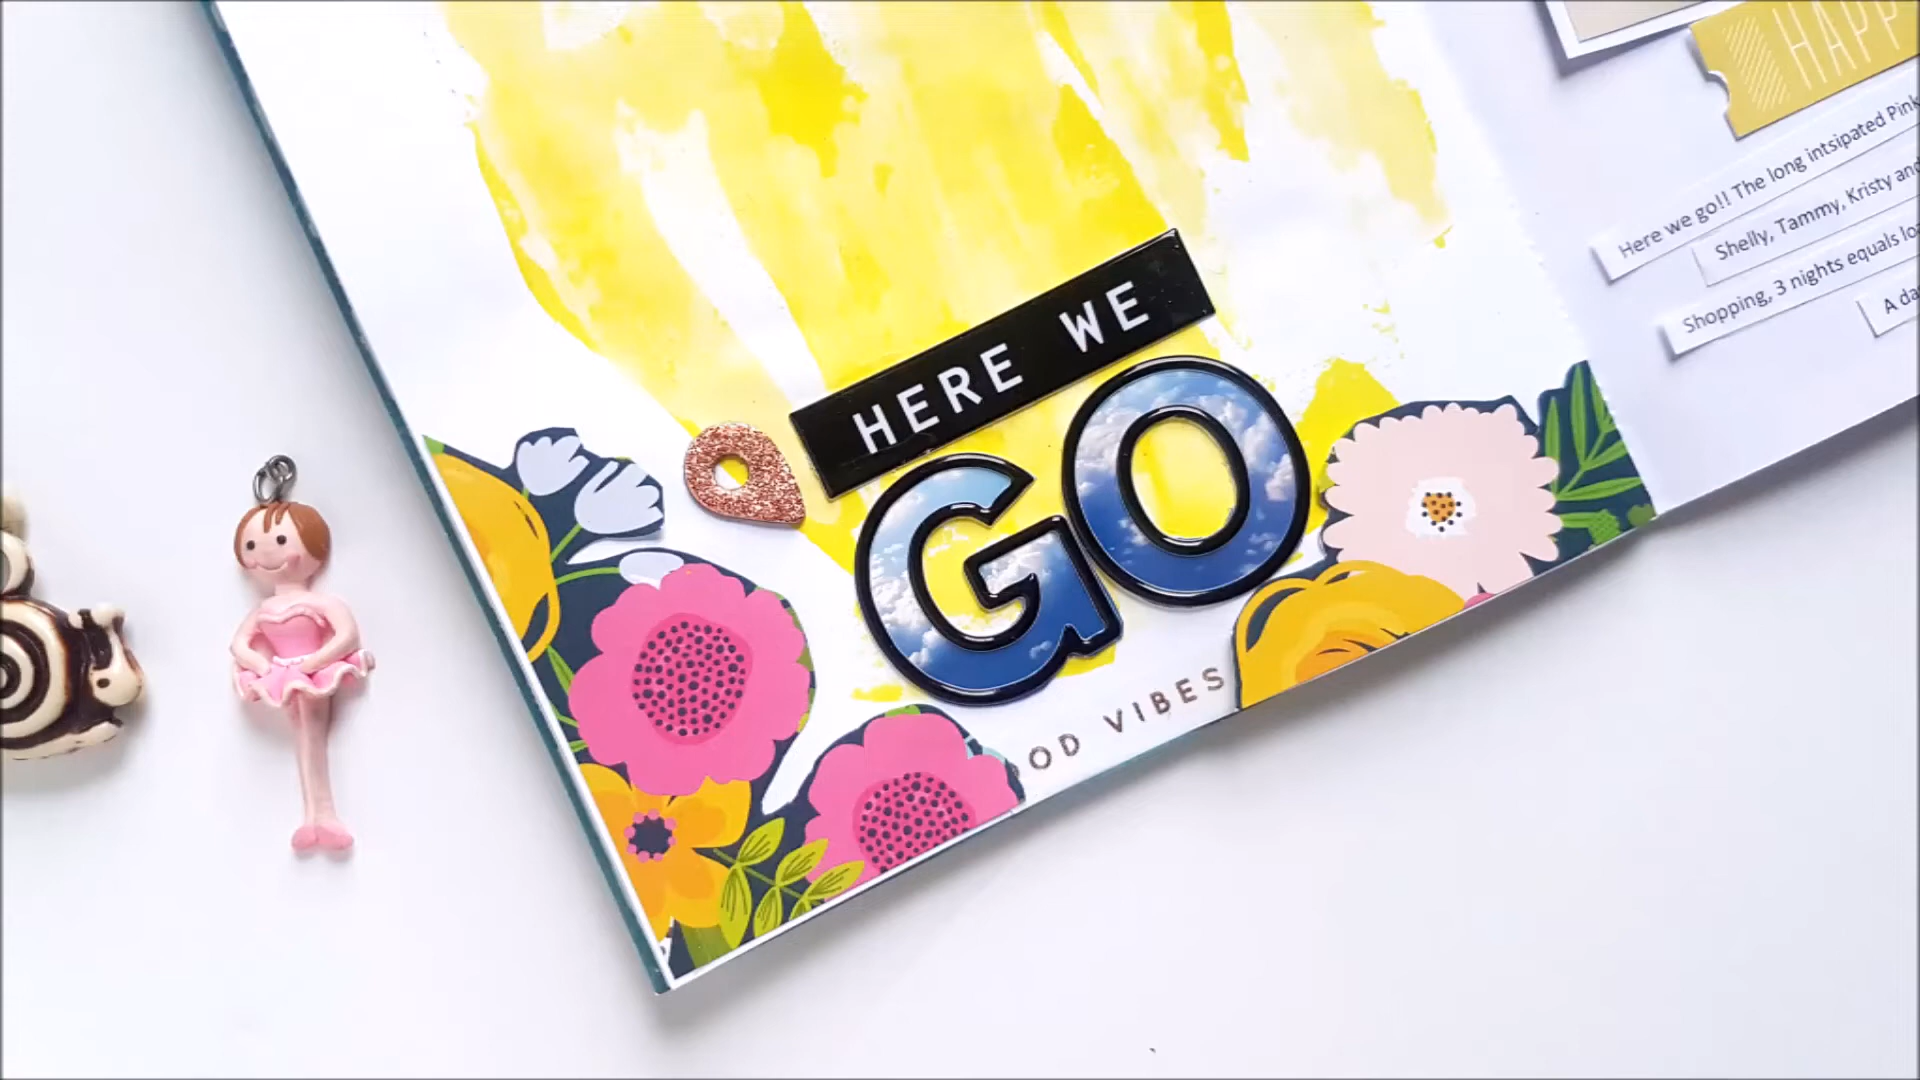 HERE WE
GO
OD VIBES
HAPP
Here we go!! The long intsipated Pink
Shelly, Tammy, Kristy and
Shopping, 3 nights equals loa
A da